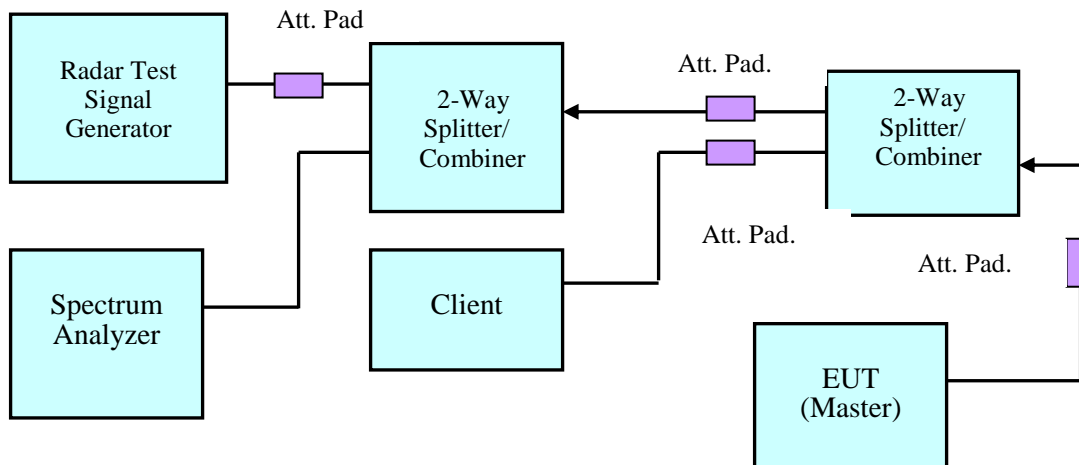 Att. Pad
Radar Test
Signal
Generator
2-Way
Splitter/
Combiner
Att. Pad.
2-Way
Splitter/
Combiner
Att. Pad.
Att. Pad.
Spectrum
Analyzer
Client
EUT
(Master)